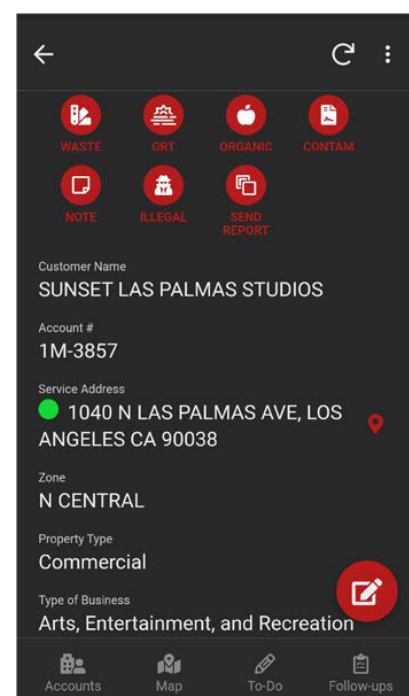 WASTE GRT ORGANIC CONTAM
NOTE ILLEGAL SEND
REPORT
Customer Name
SUNSET LAS PALMAS STUDIOS
Account #
1M-3857
Service Address
1040 N LAS PALMAS AVE, LOS
ANGELES CA 90038
Zone
N CENTRAL
Property Type
Commercial
Type of Business
Arts, Entertainment, and Recreation
Accounts Map To-Do Follow-ups